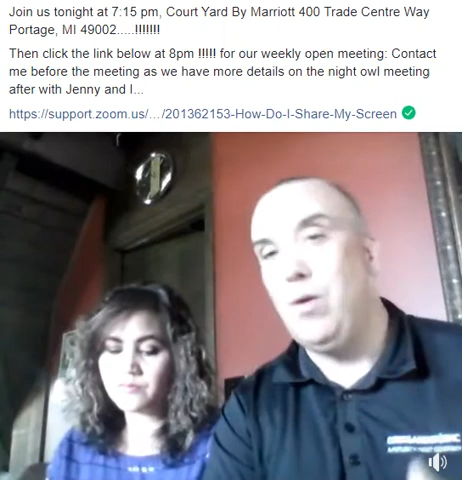 Join us tonight at 7:15 pm, Court Yard By Marriott 400 Trade Centre Way
Portage, MI 49002.....!!!!!!!
Then click the link below at 8pm !!!!! for our weekly open meeting: Contact
me before the meeting as we have more details on the night owl meeting
after with Jenny and I...
https://support.zoom.us/.../201362153-How-Do-I-Share-My-Screen